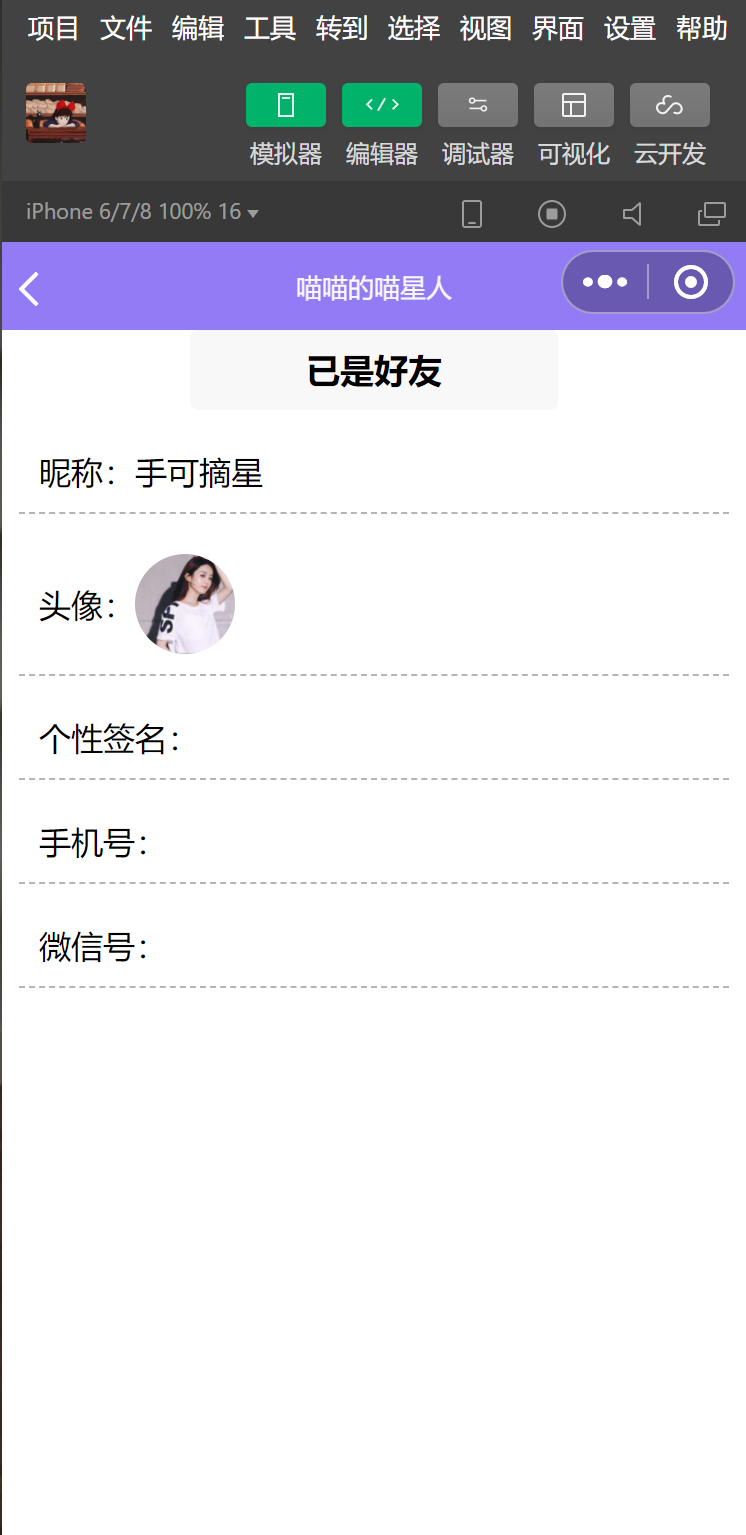 项目 文件 编辑 工具 转到 选择 视图 界面 设置 帮助
模拟器 编辑器 调试器 可视化 云开发
iPhone 6/7/8 100% 16
喵喵的喵星人
已是好友
昵称：手可摘星
头像：
个性签名：
手机号：
微信号：